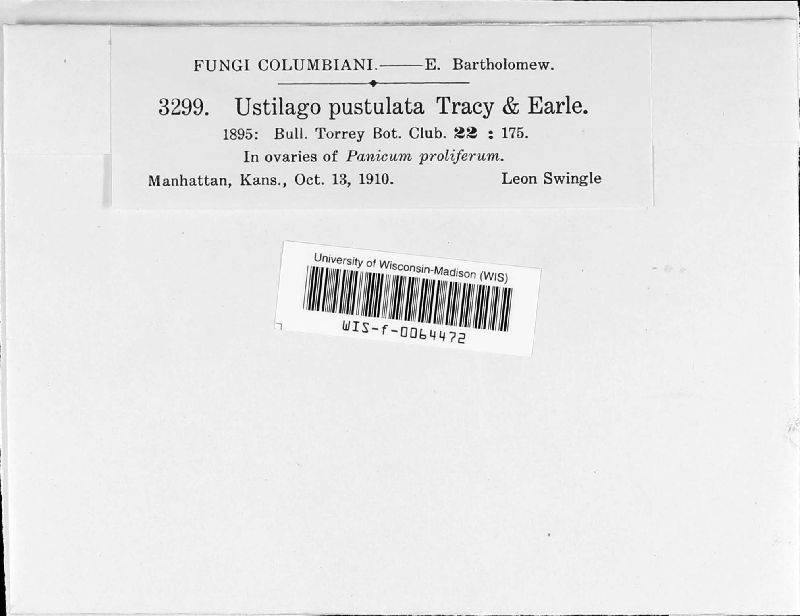 FUNGI COLUMBIANI.——E. Bartholomew.
3299. Ustilago pustulata Tracy & Earle.
1895: Bull. Torrey Bot. Club. 22 : 175.
In ovaries of Panicum proliferum.
Manhattan, Kans., Oct. 13, 1910. Leon Swingle
University of Wisconsin-Madison (WIS)
WIS-f-0064472